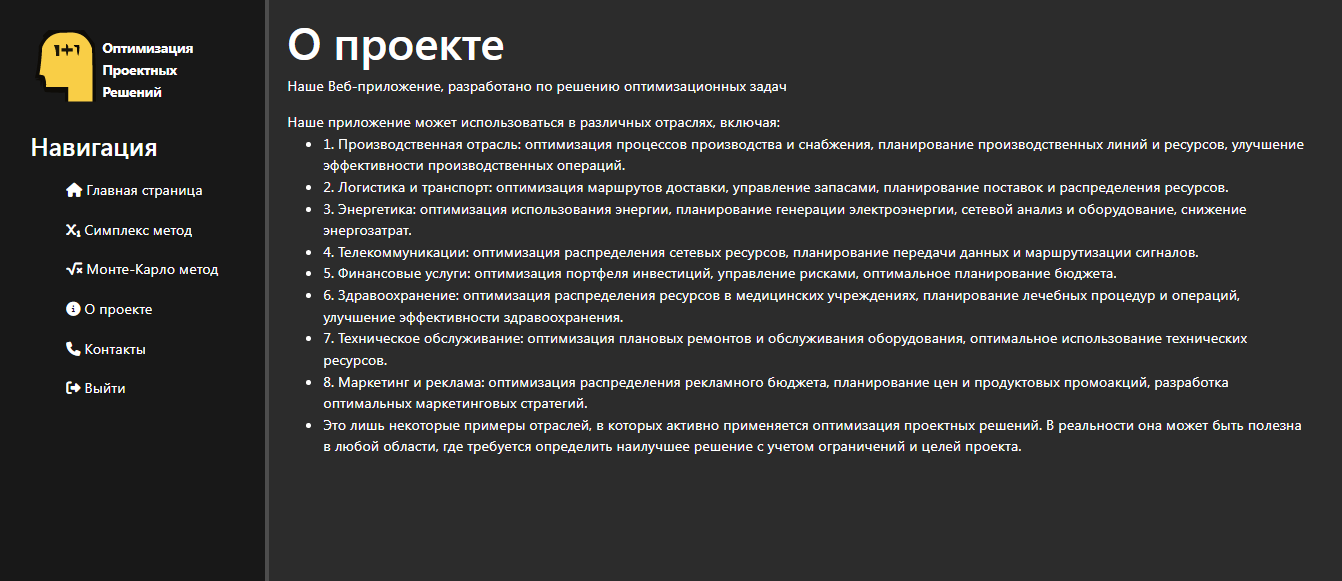 1+1
Оптимизация
Проектных
Решений
Навигация
Главная страница
X₁ Симплекс метод
√x Монте-Карло метод
О проекте
Контакты
Выйти
О проекте
Наше Веб-приложение, разработано по решению оптимизационных задач
Наше приложение может использоваться в различных отраслях, включая:
• 1. Производственная отрасль: оптимизация процессов производства и снабжения, планирование производственных линий и ресурсов, улучшение
эффективности производственных операций.
• 2. Логистика и транспорт: оптимизация маршрутов доставки, управление запасами, планирование поставок и распределения ресурсов.
• 3. Энергетика: оптимизация использования энергии, планирование генерации электроэнергии, сетевой анализ и оборудование, снижение
энергозатрат.
• 4. Телекоммуникации: оптимизация распределения сетевых ресурсов, планирование передачи данных и маршрутизации сигналов.
• 5. Финансовые услуги: оптимизация портфеля инвестиций, управление рисками, оптимальное планирование бюджета.
• 6. Здравоохранение: оптимизация распределения ресурсов в медицинских учреждениях, планирование лечебных процедур и операций,
улучшение эффективности здравоохранения.
• 7. Техническое обслуживание: оптимизация плановых ремонтов и обслуживания оборудования, оптимальное использование технических
ресурсов.
• 8. Маркетинг и реклама: оптимизация распределения рекламного бюджета, планирование цен и продуктовых промоакций, разработка
оптимальных маркетинговых стратегий.
• Это лишь некоторые примеры отраслей, в которых активно применяется оптимизация проектных решений. В реальности она может быть полезна
в любой области, где требуется определить наилучшее решение с учетом ограничений и целей проекта.